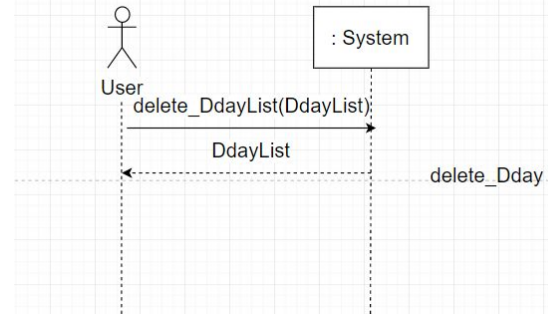 : System
User
delete_DdayList(DdayList)
DdayList
delete_Dday